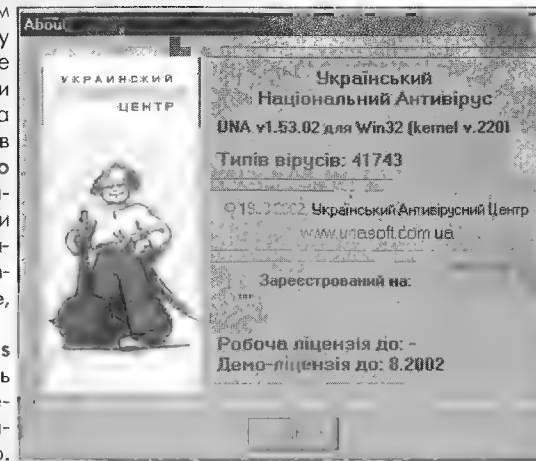 About
УКРАИНСКИЙ
ЦЕНТР
Український
Національний Антивірус
UNA v1.53.02 для Win32 (kernel v.220)
Типів вірусів: 41743
Український Антивірусний Центр
www.unasoft.com.ua
Зареєстрований на:
Робоча ліцензія до: -
Демо-ліцензія до: 8.2002